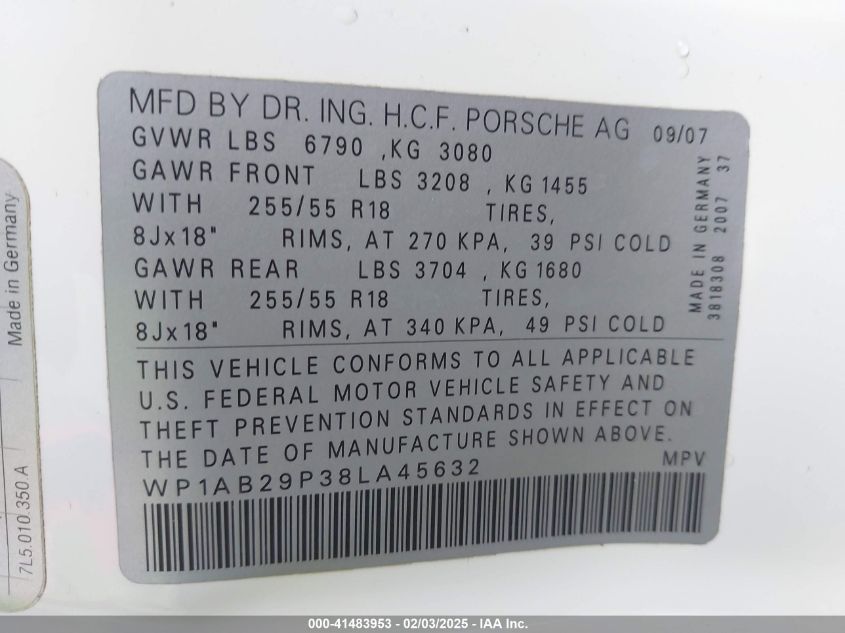 MFD BY DR. ING. H.C.F. PORSCHE AG 09/07
GVWR LBS 6790 ,KG 3080
GAWR FRONT LBS 3208 , KG 1455
WITH 255/55 R18 TIRES,
8Jx18" RIMS, AT 270 KPA, 39 PSI COLD
GAWR REAR LBS 3704 , KG 1680
WITH 255/55 R18 TIRES,
8Jx18" RIMS, AT 340 KPA, 49 PSI COLD
THIS VEHICLE CONFORMS TO ALL APPLICABLE
U.S. FEDERAL MOTOR VEHICLE SAFETY AND
THEFT PREVENTION STANDARDS IN EFFECT ON
THE DATE OF MANUFACTURE SHOWN ABOVE.
WP1AB29P38LA45632 MPV
MADE IN GERMANY
3818308 2007 37
Made in Germany
7L5.010.350 A
000-41483953 - 02/03/2025 - IAA Inc.